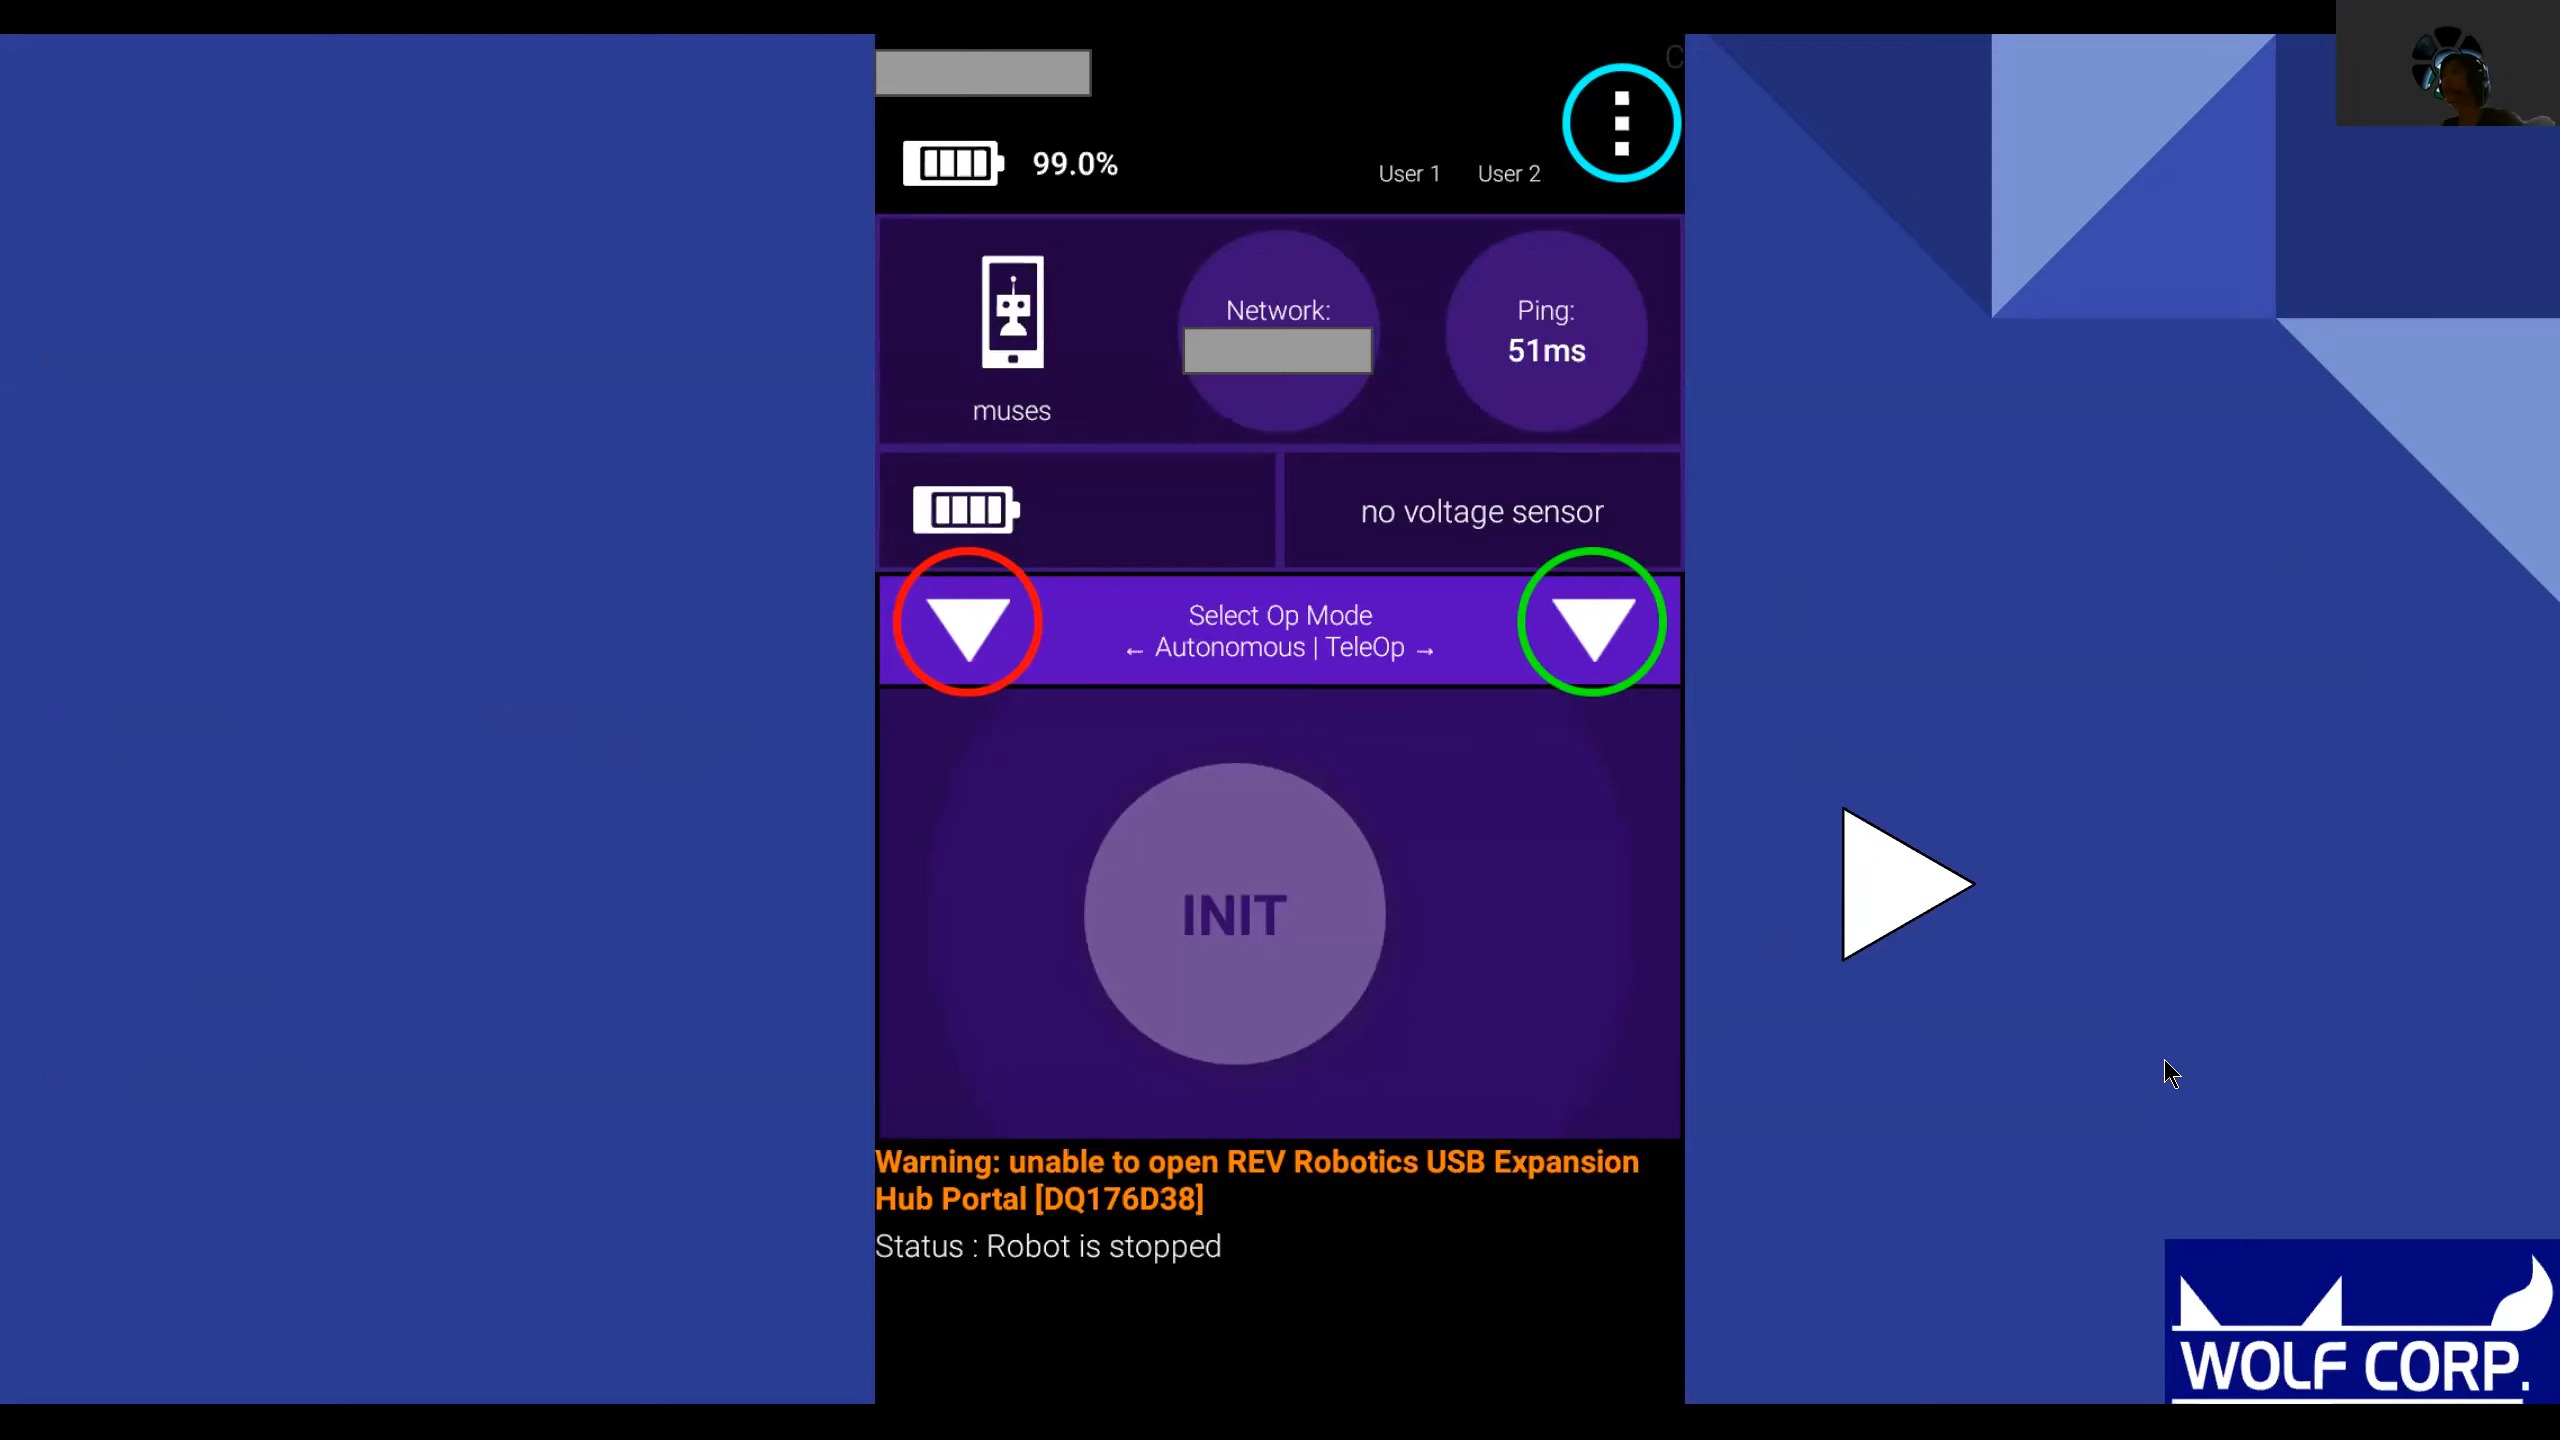 C
99.0%
User 1 User 2
Network:
Ping:
51ms
muses
no voltage sensor
Select Op Mode
← Autonomous | TeleOp →
INIT
Warning: unable to open REV Robotics USB Expansion
Hub Portal [DQ176D38]
Status : Robot is stopped
WOLF CORP.